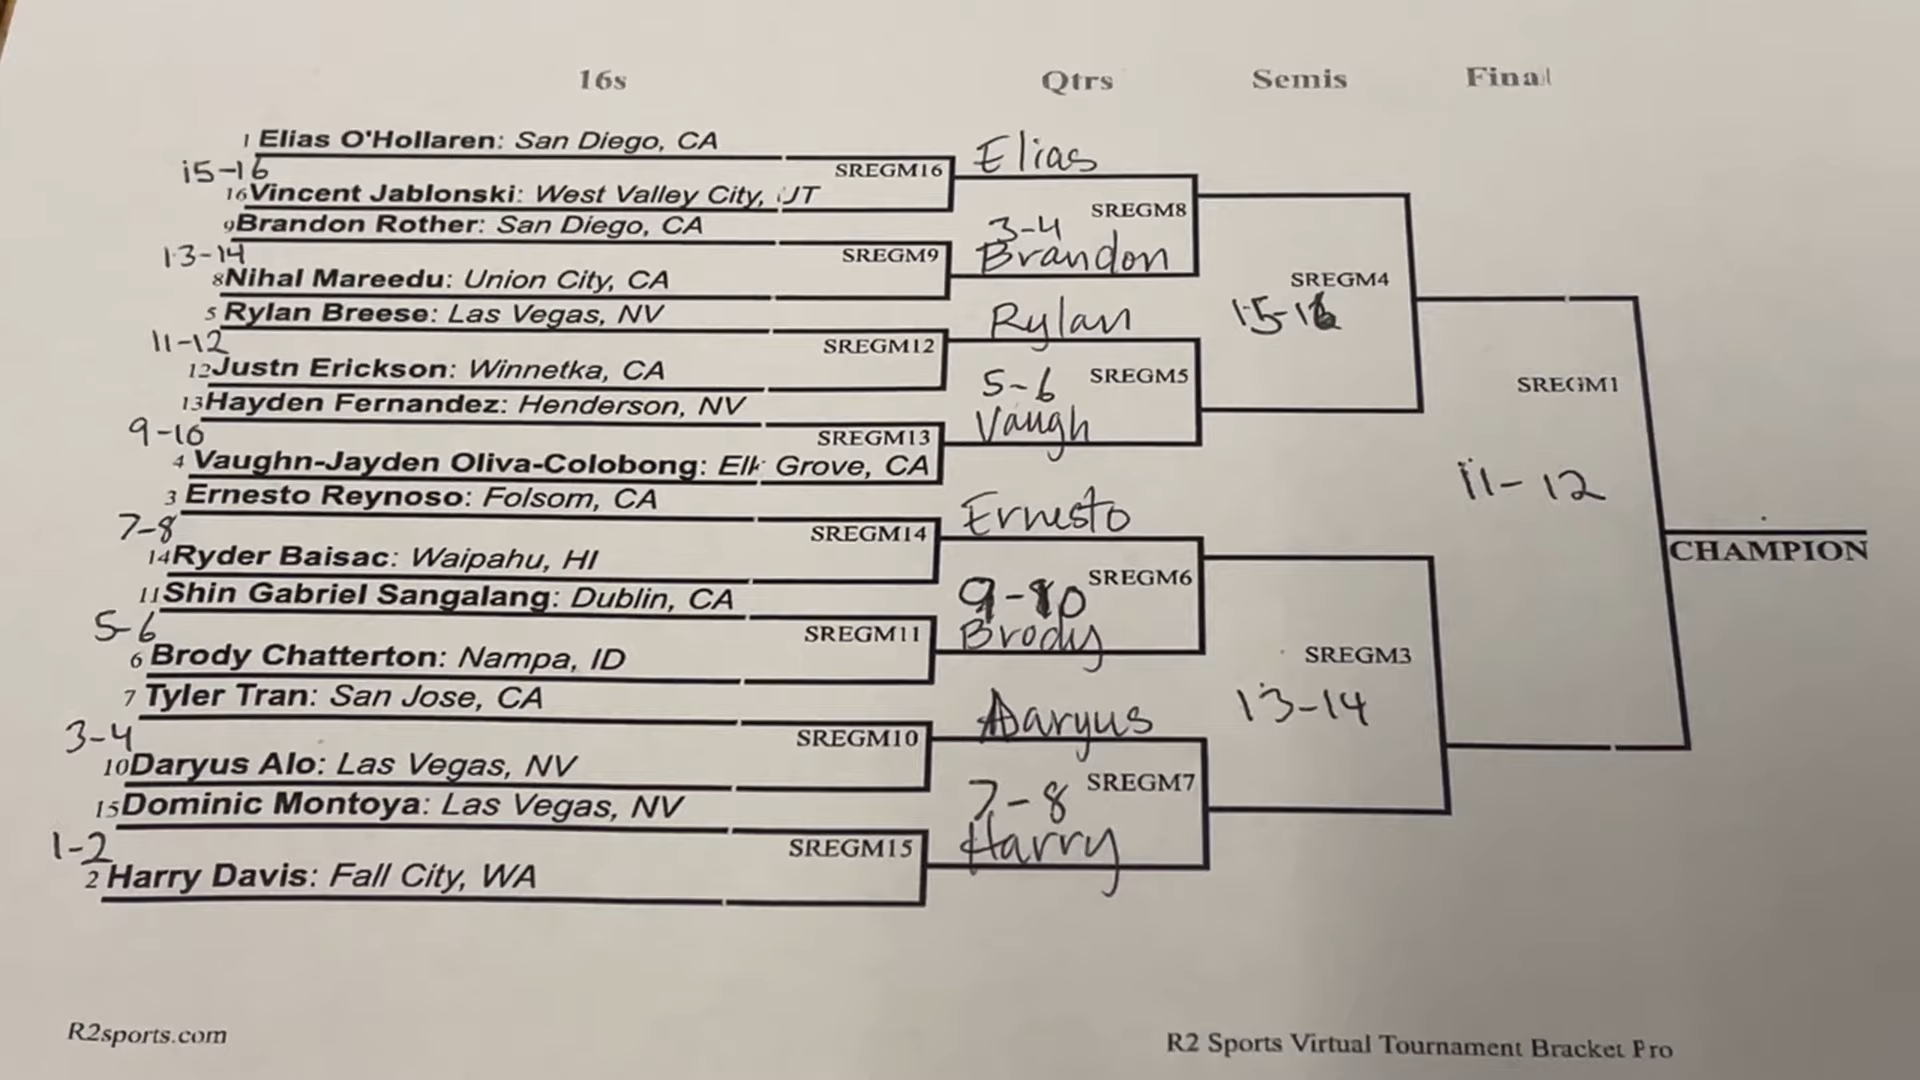 16s Qtrs Semis Final
1 Elias O'Hollaren: San Diego, CA
15-16
SREGM16
Elias
16 Vincent Jablonski: West Valley City, UT
9 Brandon Rother: San Diego, CA
SREGM8
3-4
13-14
SREGM9
Brandon
8 Nihal Mareedu: Union City, CA
SREGM4
15-16
5 Rylan Breese: Las Vegas, NV
Rylan
11-12
SREGM12
12 Justn Erickson: Winnetka, CA
SREGM5
5-6
SREGM1
13 Hayden Fernandez: Henderson, NV
Vaugh
9-10
SREGM13
4 Vaughn-Jayden Oliva-Colobong: Elk Grove, CA
11-12
3 Ernesto Reynoso: Folsom, CA
Ernesto
7-8
SREGM14
CHAMPION
14 Ryder Baisac: Waipahu, HI
SREGM6
9-10
11 Shin Gabriel Sangalang: Dublin, CA
5-6
SREGM11
Brody
6 Brody Chatterton: Nampa, ID
SREGM3
13-14
7 Tyler Tran: San Jose, CA
Daryus
3-4
SREGM10
10 Daryus Alo: Las Vegas, NV
SREGM7
7-8
15 Dominic Montoya: Las Vegas, NV
1-2
SREGM15
Harry
2 Harry Davis: Fall City, WA
R2sports.com
R2 Sports Virtual Tournament Bracket Pro